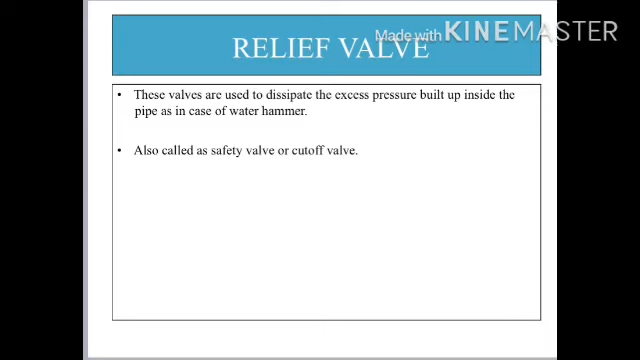 Made with KINEMASTER
RELIEF VALVE
• These valves are used to dissipate the excess pressure built up inside the
pipe as in case of water hammer.
• Also called as safety valve or cutoff valve.